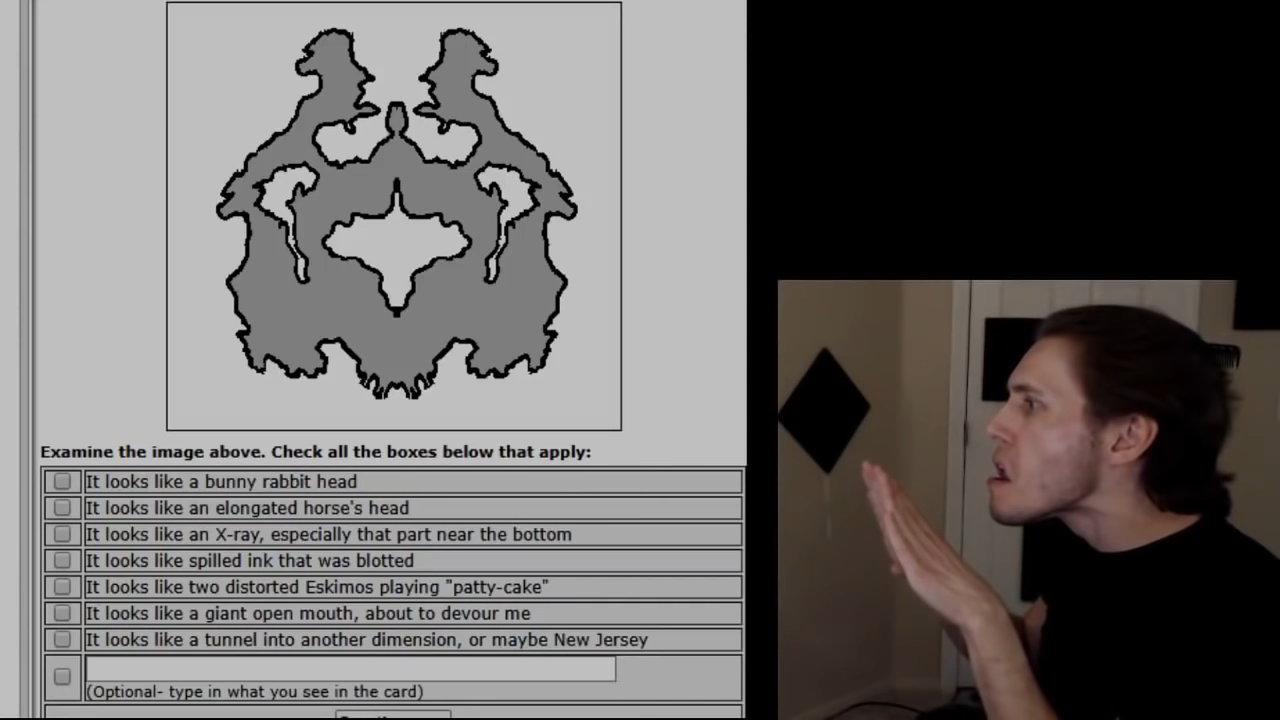 Examine the image above. Check all the boxes below that apply:
It looks like a bunny rabbit head
It looks like an elongated horse's head
It looks like an X-ray, especially that part near the bottom
It looks like spilled ink that was blotted
It looks like two distorted Eskimos playing "patty-cake"
It looks like a giant open mouth, about to devour me
It looks like a tunnel into another dimension, or maybe New Jersey
(Optional- type in what you see in the card)